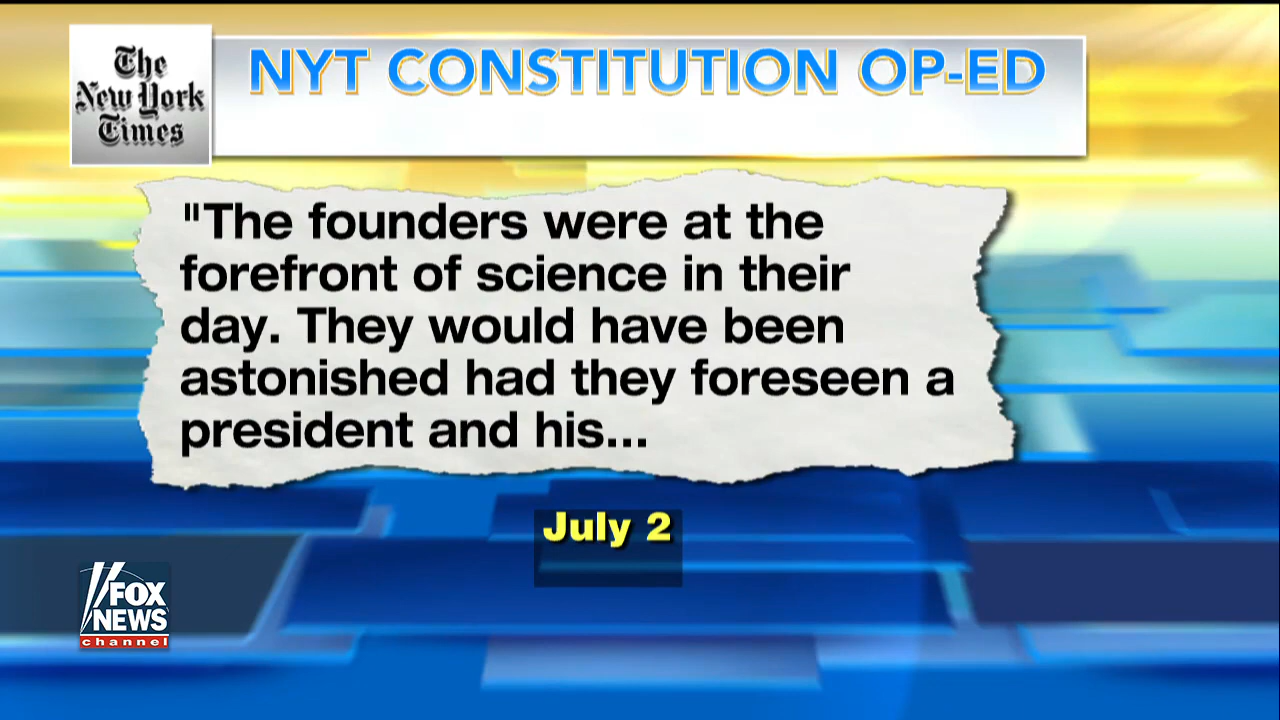 The
New York
Times
NYT CONSTITUTION OP-ED
"The founders were at the
forefront of science in their
day. They would have been
astonished had they foreseen a
president and his...
July 2
FOX
NEWS
channel